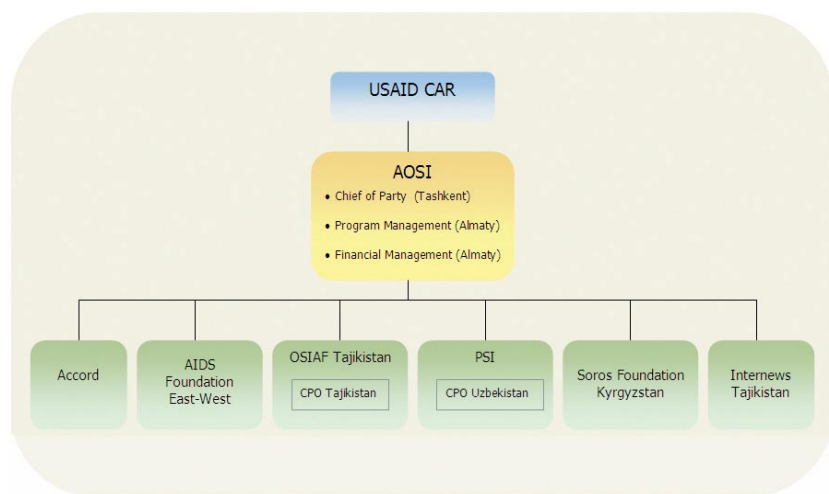 USAID CAR
AOSI
• Chief of Party (Tashkent)
• Program Management (Almaty)
• Financial Management (Almaty)
Accord
AIDS
Foundation
East-West
OSIAF Tajikistan
CPO Tajikistan
PSI
CPO Uzbekistan
Soros Foundation
Kyrgyzstan
Internews
Tajikistan